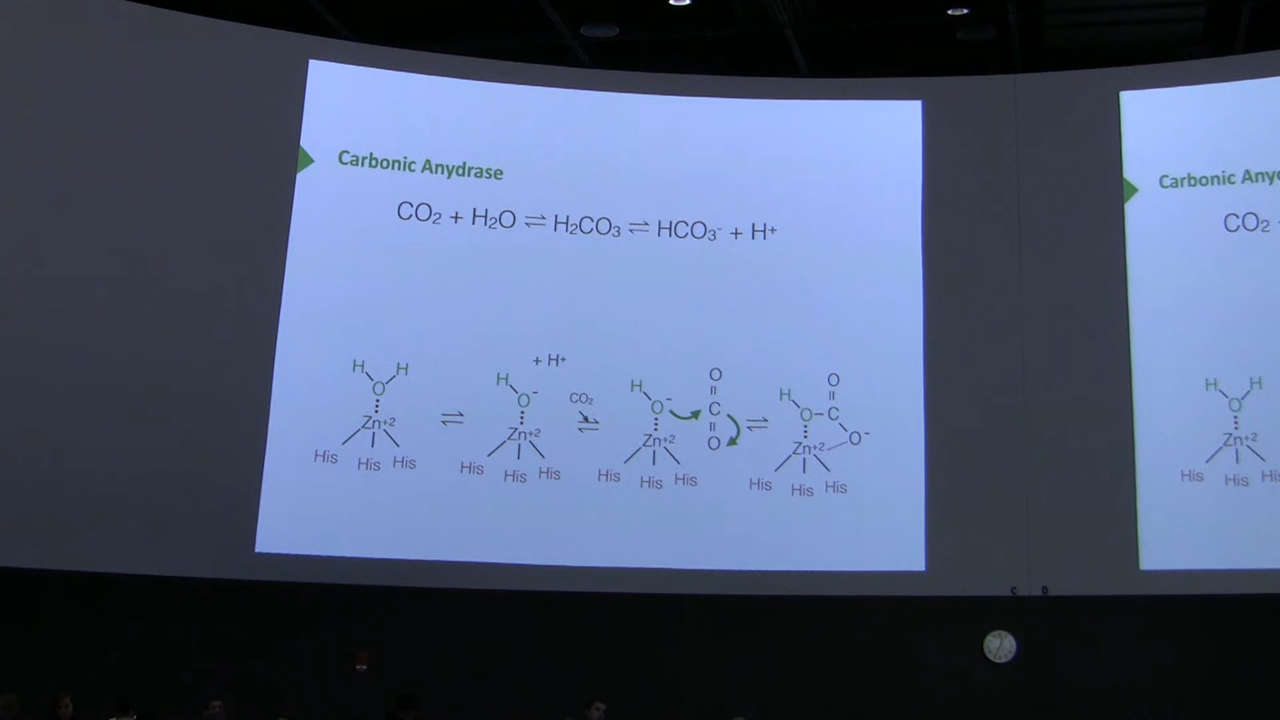 Carbonic Anydrase
CO₂ + H₂O ⇌ H₂CO₃ ⇌ HCO₃⁻ + H⁺
H H
O
Zn+2
His His His
⇌
+ H⁺
H
O⁻
Zn+2
His His His
CO₂
⇌
H
O⁻
Zn+2
His His His
O
C
O
⇌
H
O
O–C
O⁻
Zn+2
His His His
Carbonic Any
CO₂
H H
O
Zn+2
His His